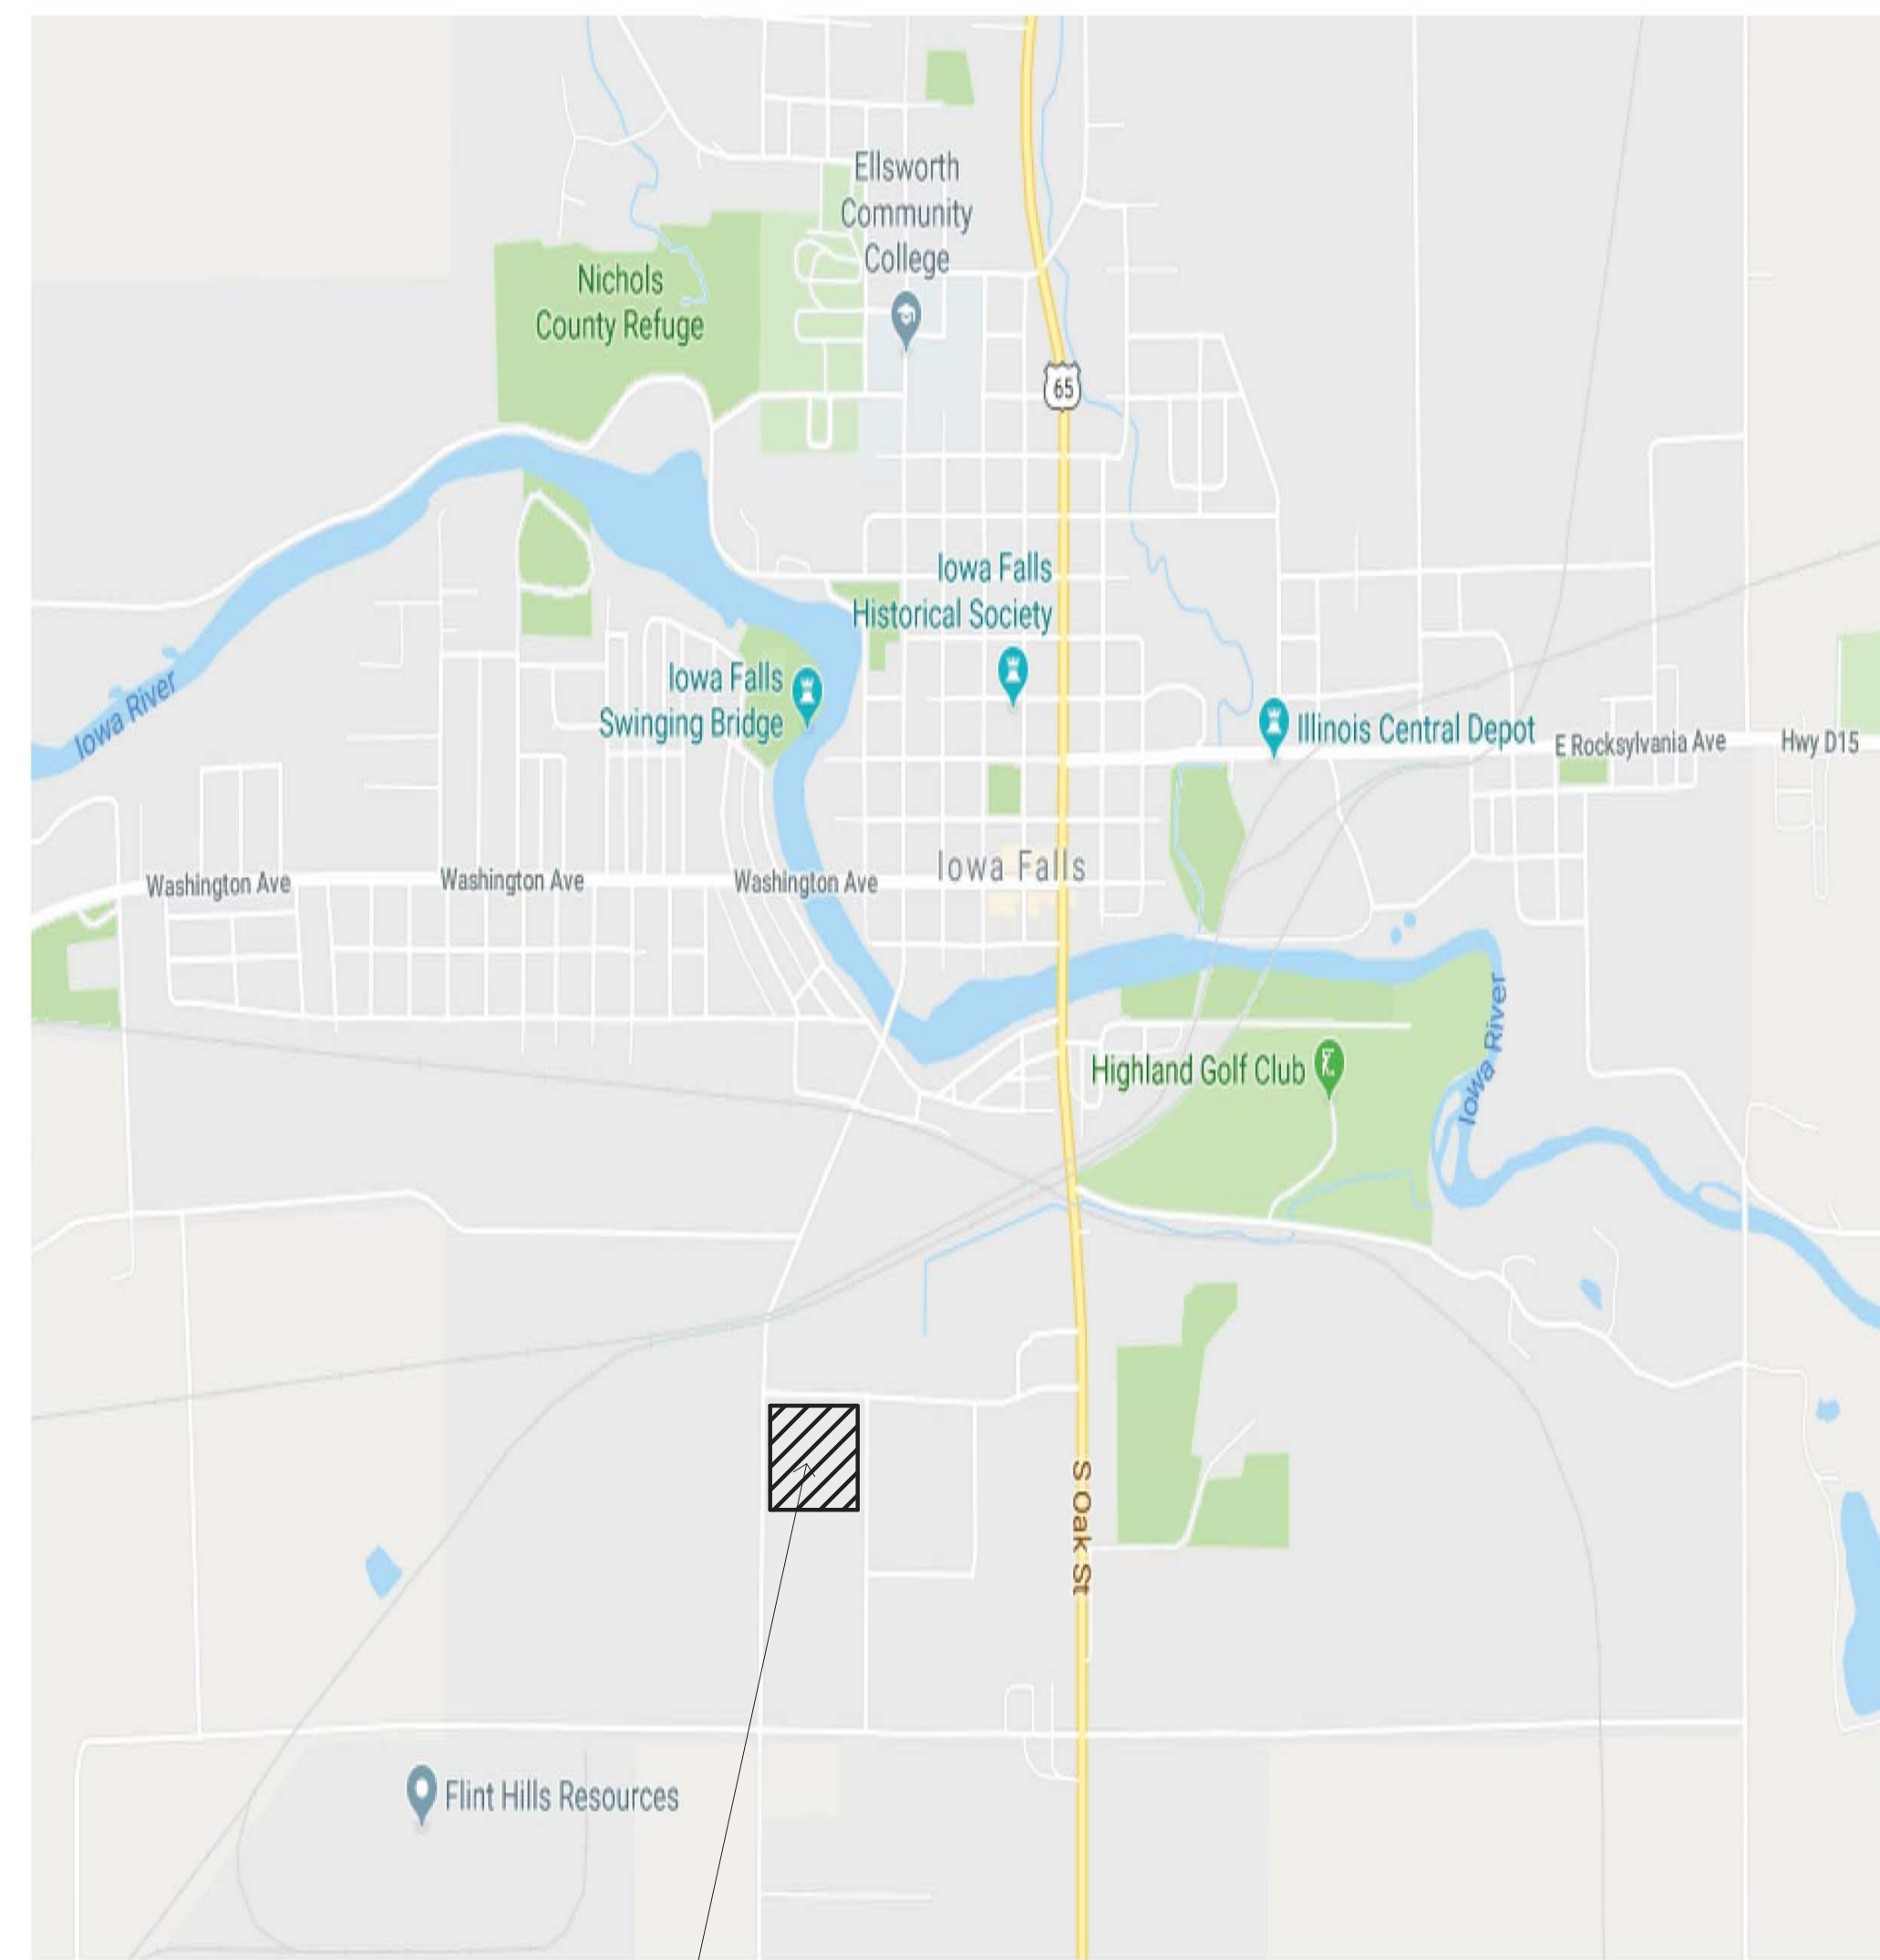 Ellsworth
Community
College
Nichols
County Refuge
65
Iowa Falls
Historical Society
Iowa Falls
Swinging Bridge
Iowa River
Illinois Central Depot
E Rocksylvania Ave
Hwy D15
Iowa Falls
Washington Ave
Washington Ave
Washington Ave
Iowa River
Highland Golf Club
S Oak St
Flint Hills Resources